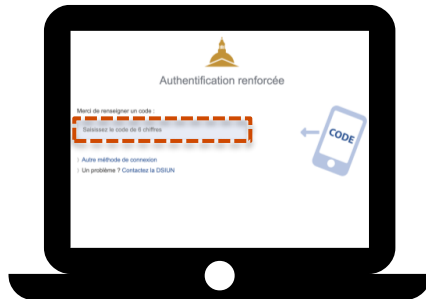 Authentification renforcée
Merci de renseigner un code :
Saisissez le code de 6 chiffres
CODE
Autre méthode de connexion
Un problème ? Contactez la DSIUN